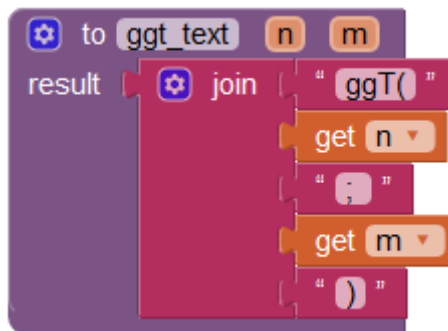 to ggt_text n m
result join “ ggT( ”
get n
“ ; ”
get m
“ ) ”